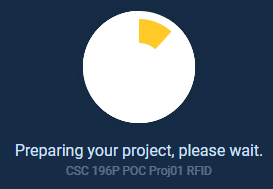 Preparing your project, please wait.
CSC 196P POC Proj01 RFID